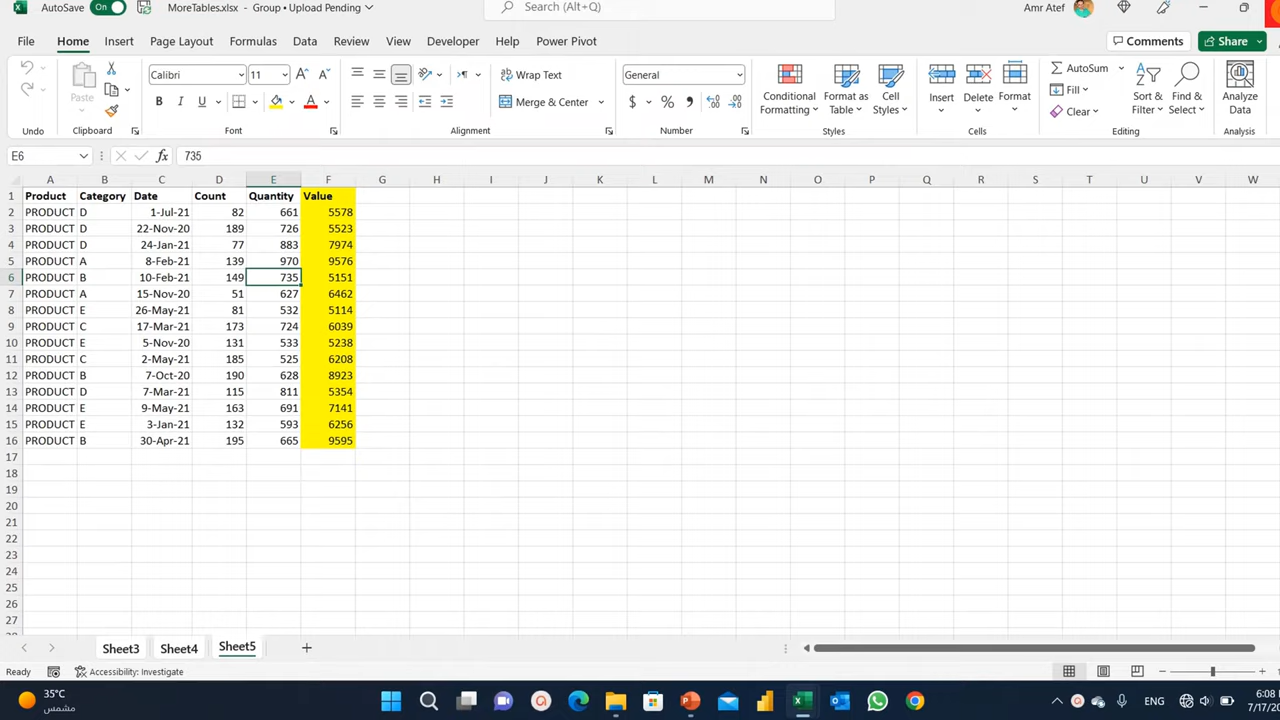 AutoSave On MoreTables.xlsx - Group • Upload Pending Search (Alt+Q) Amr Atef
File Home Insert Page Layout Formulas Data Review View Developer Help Power Pivot Comments Share
Paste
Calibri 11 A A
B I U A
Wrap Text
Merge & Center
General
$ %
Conditional Formatting
Format as Table
Cell Styles
Insert Delete Format
AutoSum
Fill
Clear
Sort & Filter
Find & Select
Analyze Data
Undo Clipboard Font Alignment Number Styles Cells Editing Analysis
E6 fx 735
A B C D E F G H I J K L M N O P Q R S T U V W
1 Product Category Date Count Quantity Value
2 PRODUCT D 1-Jul-21 82 661 5578
3 PRODUCT D 22-Nov-20 189 726 5523
4 PRODUCT D 24-Jan-21 77 883 7974
5 PRODUCT A 8-Feb-21 139 970 9576
6 PRODUCT B 10-Feb-21 149 735 5151
7 PRODUCT A 15-Nov-20 51 627 6462
8 PRODUCT E 26-May-21 81 532 5114
9 PRODUCT C 17-Mar-21 173 724 6039
10 PRODUCT E 5-Nov-20 131 533 5238
11 PRODUCT C 2-May-21 185 525 6208
12 PRODUCT B 7-Oct-20 190 628 8923
13 PRODUCT D 7-Mar-21 115 811 5354
14 PRODUCT E 9-May-21 163 691 7141
15 PRODUCT E 3-Jan-21 132 593 6256
16 PRODUCT B 30-Apr-21 195 665 9595
17
18
19
20
21
22
23
24
25
26
27
Sheet3 Sheet4 Sheet5 +
Ready Accessibility: Investigate
35°C
مشمس
ENG
6:08
7/17/20